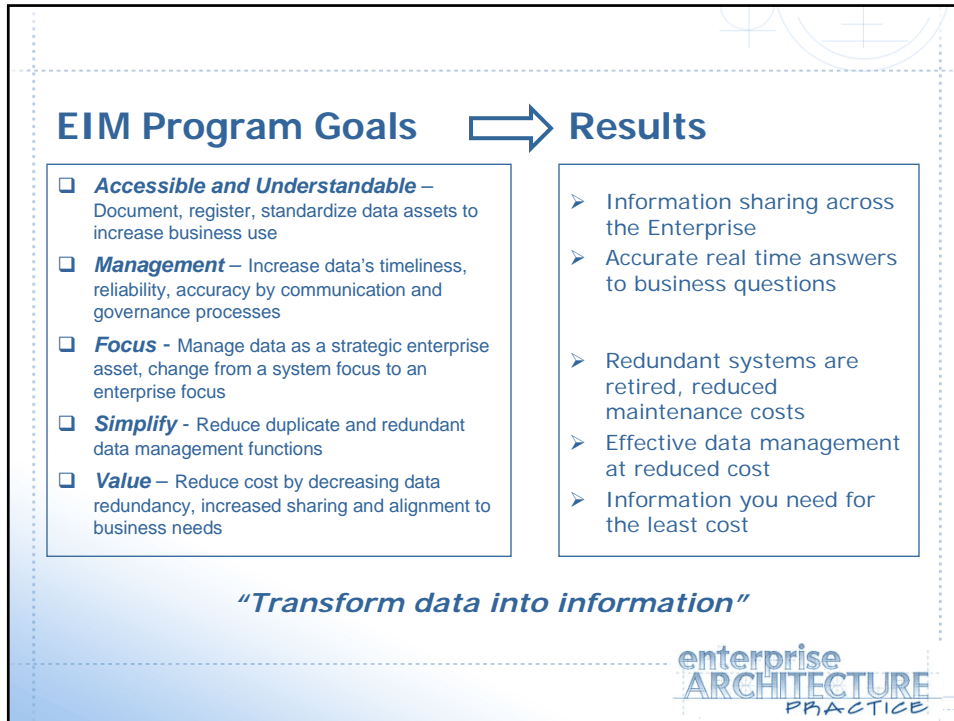 EIM Program Goals
Results
❑ Accessible and Understandable –
Document, register, standardize data assets to
increase business use
❑ Management – Increase data's timeliness,
reliability, accuracy by communication and
governance processes
❑ Focus - Manage data as a strategic enterprise
asset, change from a system focus to an
enterprise focus
❑ Simplify - Reduce duplicate and redundant
data management functions
❑ Value – Reduce cost by decreasing data
redundancy, increased sharing and alignment to
business needs
➢ Information sharing across
the Enterprise
➢ Accurate real time answers
to business questions
➢ Redundant systems are
retired, reduced
maintenance costs
➢ Effective data management
at reduced cost
➢ Information you need for
the least cost
"Transform data into information"
enterprise
ARCHITECTURE
PRACTICE